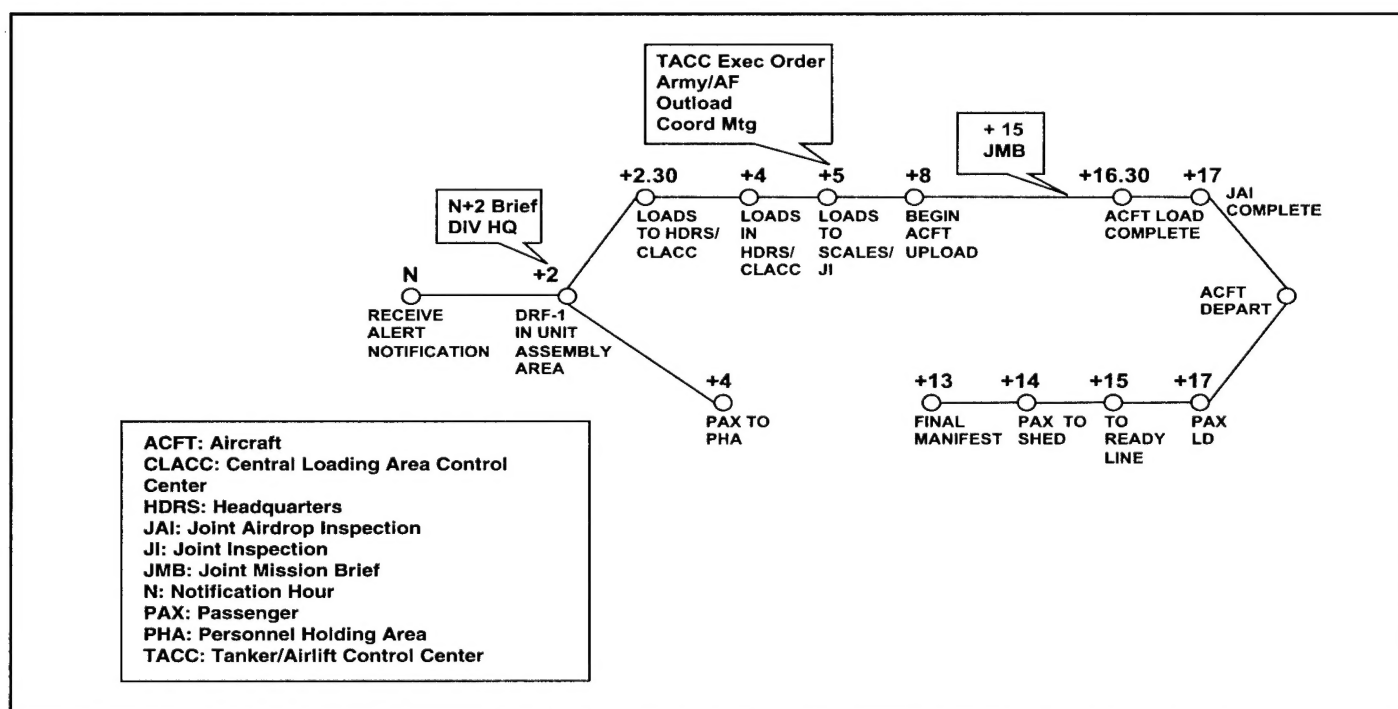 TACC Exec Order
Army/AF
Outload
Coord Mtg
+ 15
JMB
N+2 Brief
DIV HQ
+2.30
LOADS
TO HDRS/
CLACC
+4
LOADS
IN
HDRS/
CLACC
+5
LOADS
TO
SCALES/
JI
+8
BEGIN
ACFT
UPLOAD
+16.30
ACFT LOAD
COMPLETE
+17
JAI
COMPLETE
N
RECEIVE
ALERT
NOTIFICATION
+2
DRF-1
IN UNIT
ASSEMBLY
AREA
ACFT
DEPART
+4
PAX TO
PHA
+13
FINAL
MANIFEST
+14
PAX TO
SHED
+15
TO
READY
LINE
+17
PAX
LD
ACFT: Aircraft
CLACC: Central Loading Area Control
Center
HDRS: Headquarters
JAI: Joint Airdrop Inspection
JI: Joint Inspection
JMB: Joint Mission Brief
N: Notification Hour
PAX: Passenger
PHA: Personnel Holding Area
TACC: Tanker/Airlift Control Center